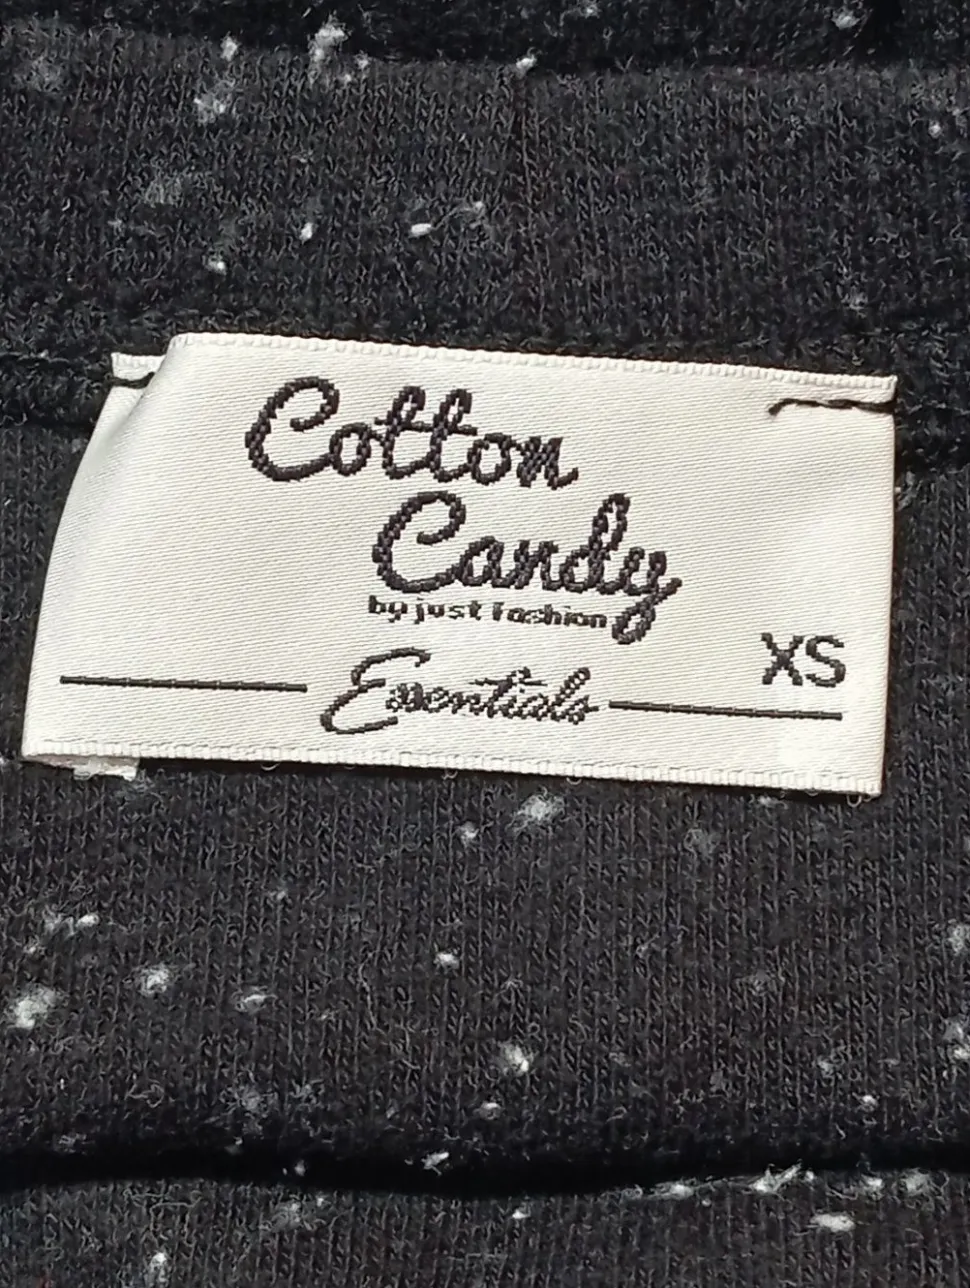 Cotton
Candy
by just fashion
XS
Essentials